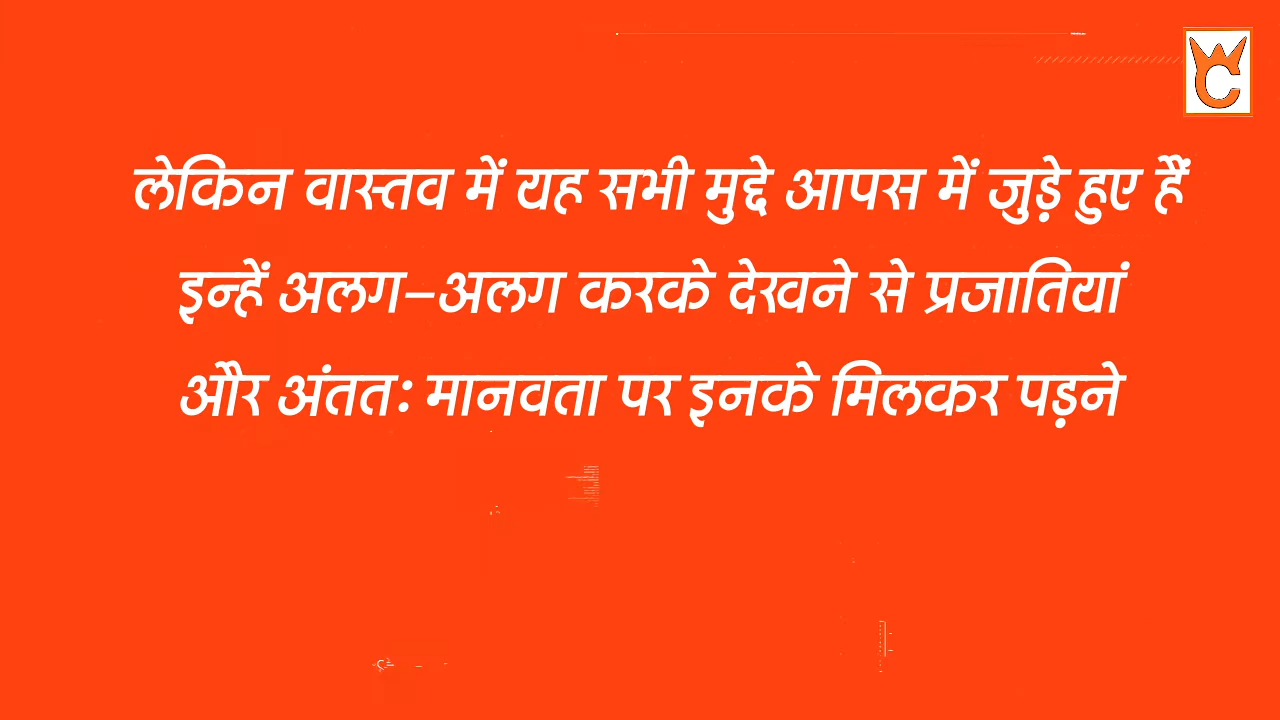 लेकिन वास्तव में यह सभी मुद्दे आपस में जुड़े हुए हैं
इन्हें अलग–अलग करके देखने से प्रजातियां
और अंततः मानवता पर इनके मिलकर पड़ने